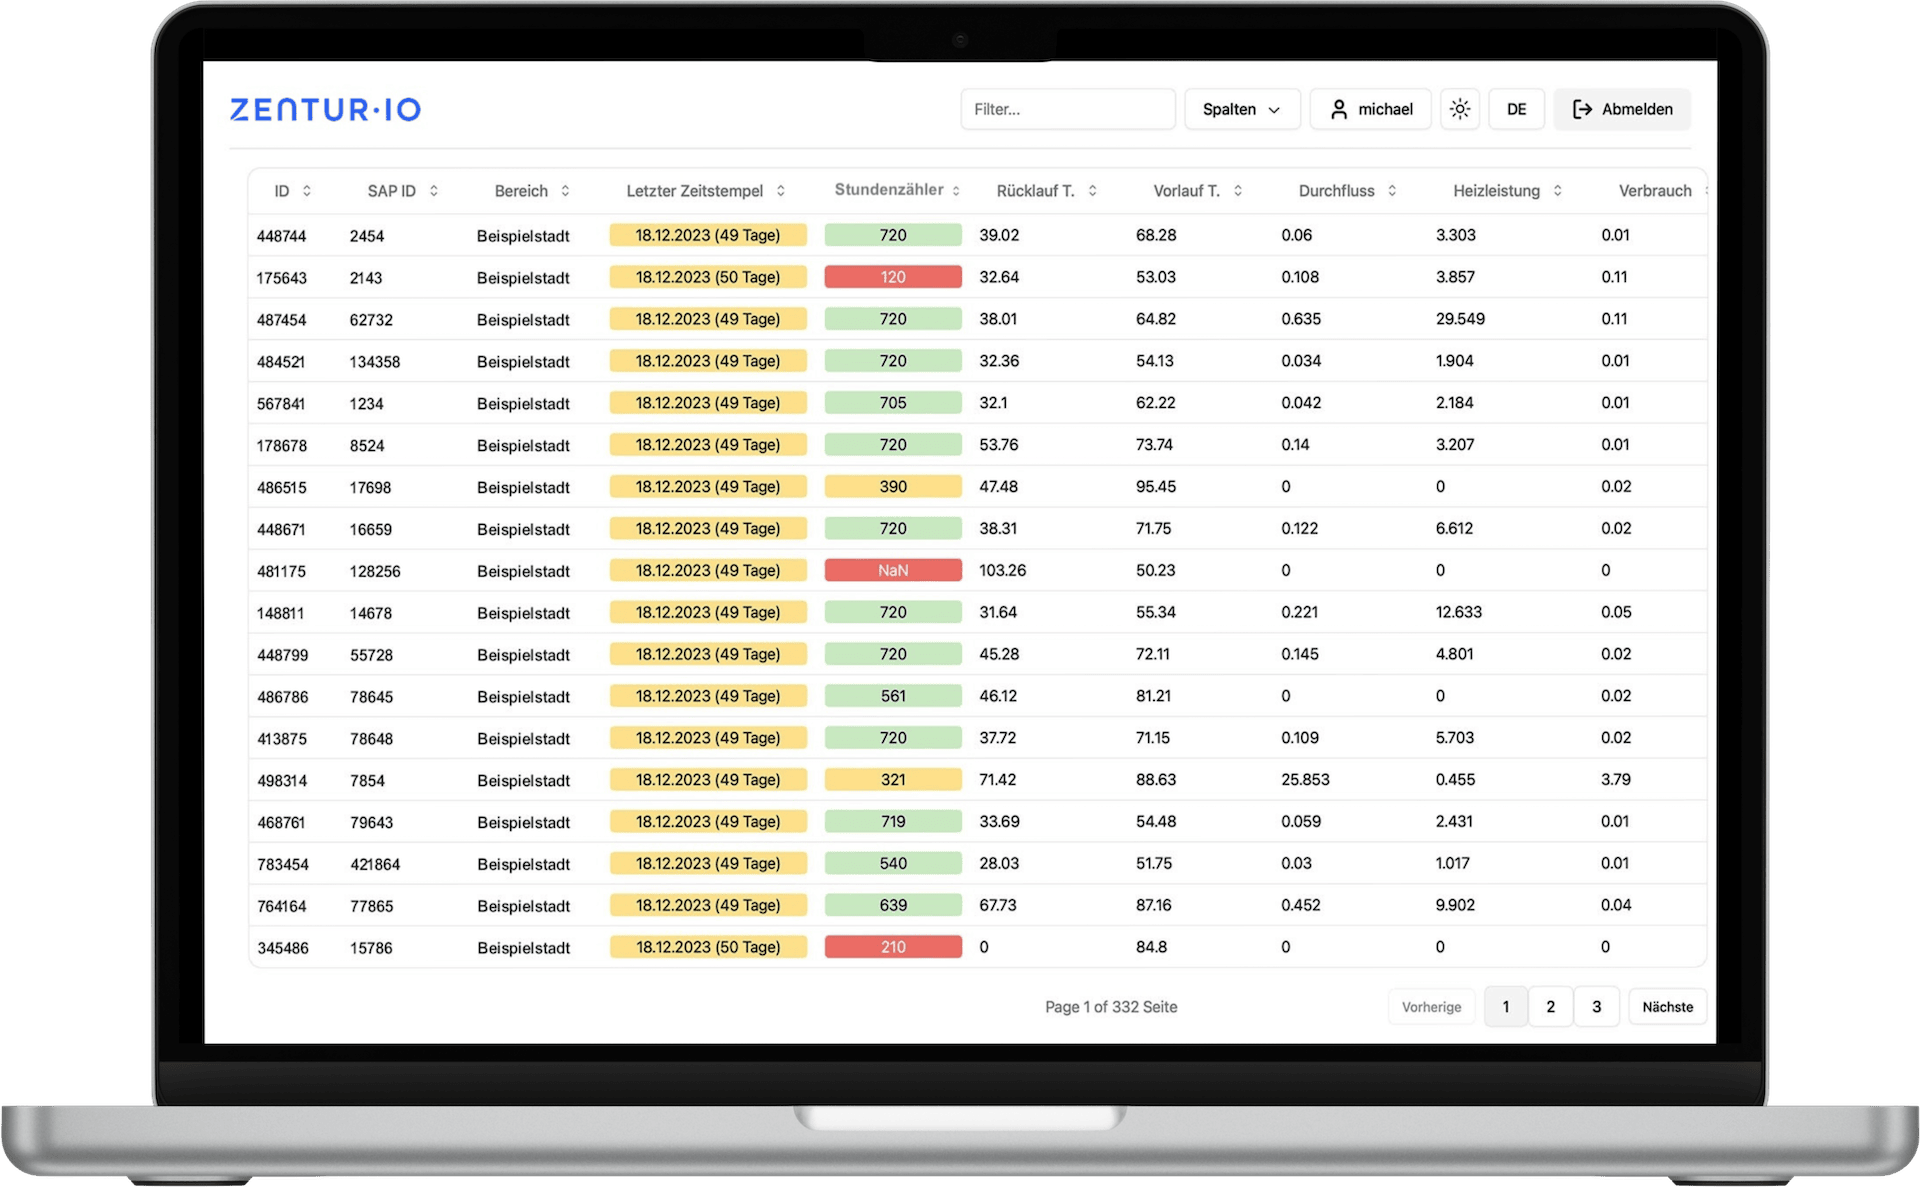 ZENTUR·IO Filter... Spalten michael DE Abmelden
ID SAP ID Bereich Letzter Zeitstempel Stundenzähler Rücklauf T. Vorlauf T. Durchfluss Heizleistung Verbrauch
448744 2454 Beispielstadt 18.12.2023 (49 Tage) 720 39.02 68.28 0.06 3.303 0.01
175643 2143 Beispielstadt 18.12.2023 (50 Tage) 120 32.64 53.03 0.108 3.857 0.11
487454 62732 Beispielstadt 18.12.2023 (49 Tage) 720 38.01 64.82 0.635 29.549 0.11
484521 134358 Beispielstadt 18.12.2023 (49 Tage) 720 32.36 54.13 0.034 1.904 0.01
567841 1234 Beispielstadt 18.12.2023 (49 Tage) 705 32.1 62.22 0.042 2.184 0.01
178678 8524 Beispielstadt 18.12.2023 (49 Tage) 720 53.76 73.74 0.14 3.207 0.01
486515 17698 Beispielstadt 18.12.2023 (49 Tage) 390 47.48 95.45 0 0 0.02
448671 16659 Beispielstadt 18.12.2023 (49 Tage) 720 38.31 71.75 0.122 6.612 0.02
481175 128256 Beispielstadt 18.12.2023 (49 Tage) NaN 103.26 50.23 0 0 0
148811 14678 Beispielstadt 18.12.2023 (49 Tage) 720 31.64 55.34 0.221 12.633 0.05
448799 55728 Beispielstadt 18.12.2023 (49 Tage) 720 45.28 72.11 0.145 4.801 0.02
486786 78645 Beispielstadt 18.12.2023 (49 Tage) 561 46.12 81.21 0 0 0.02
413875 78648 Beispielstadt 18.12.2023 (49 Tage) 720 37.72 71.15 0.109 5.703 0.02
498314 7854 Beispielstadt 18.12.2023 (49 Tage) 321 71.42 88.63 25.853 0.455 3.79
468761 79643 Beispielstadt 18.12.2023 (49 Tage) 719 33.69 54.48 0.059 2.431 0.01
783454 421864 Beispielstadt 18.12.2023 (49 Tage) 540 28.03 51.75 0.03 1.017 0.01
764164 77865 Beispielstadt 18.12.2023 (49 Tage) 639 67.73 87.16 0.452 9.902 0.04
345486 15786 Beispielstadt 18.12.2023 (50 Tage) 210 0 84.8 0 0 0
Page 1 of 332 Seite Vorherige 1 2 3 Nächste